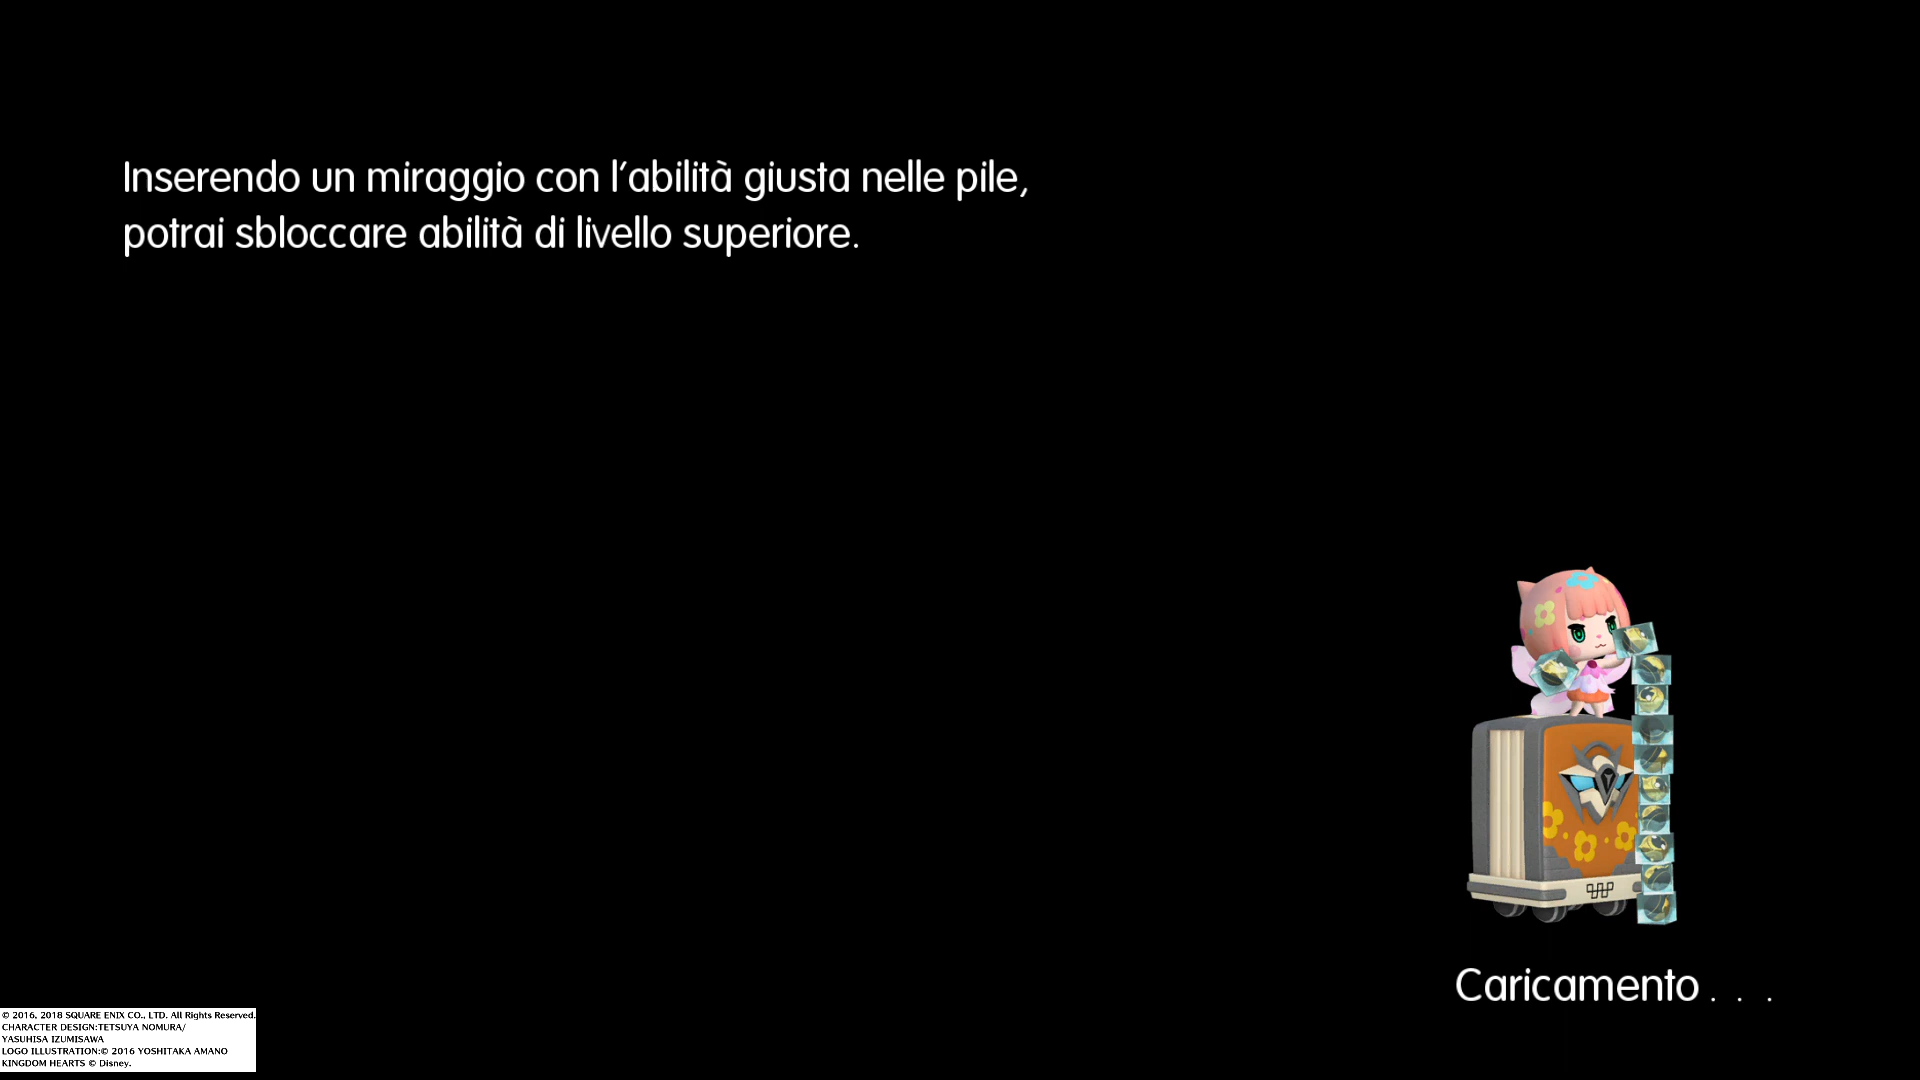 Inserendo un miraggio con l'abilità giusta nelle pile,
potrai sbloccare abilità di livello superiore.
Caricamento . . .
© 2016, 2018 SQUARE ENIX CO., LTD. All Rights Reserved.
CHARACTER DESIGN:TETSUYA NOMURA/
YASUHISA IZUMISAWA
LOGO ILLUSTRATION:© 2016 YOSHITAKA AMANO
KINGDOM HEARTS © Disney.